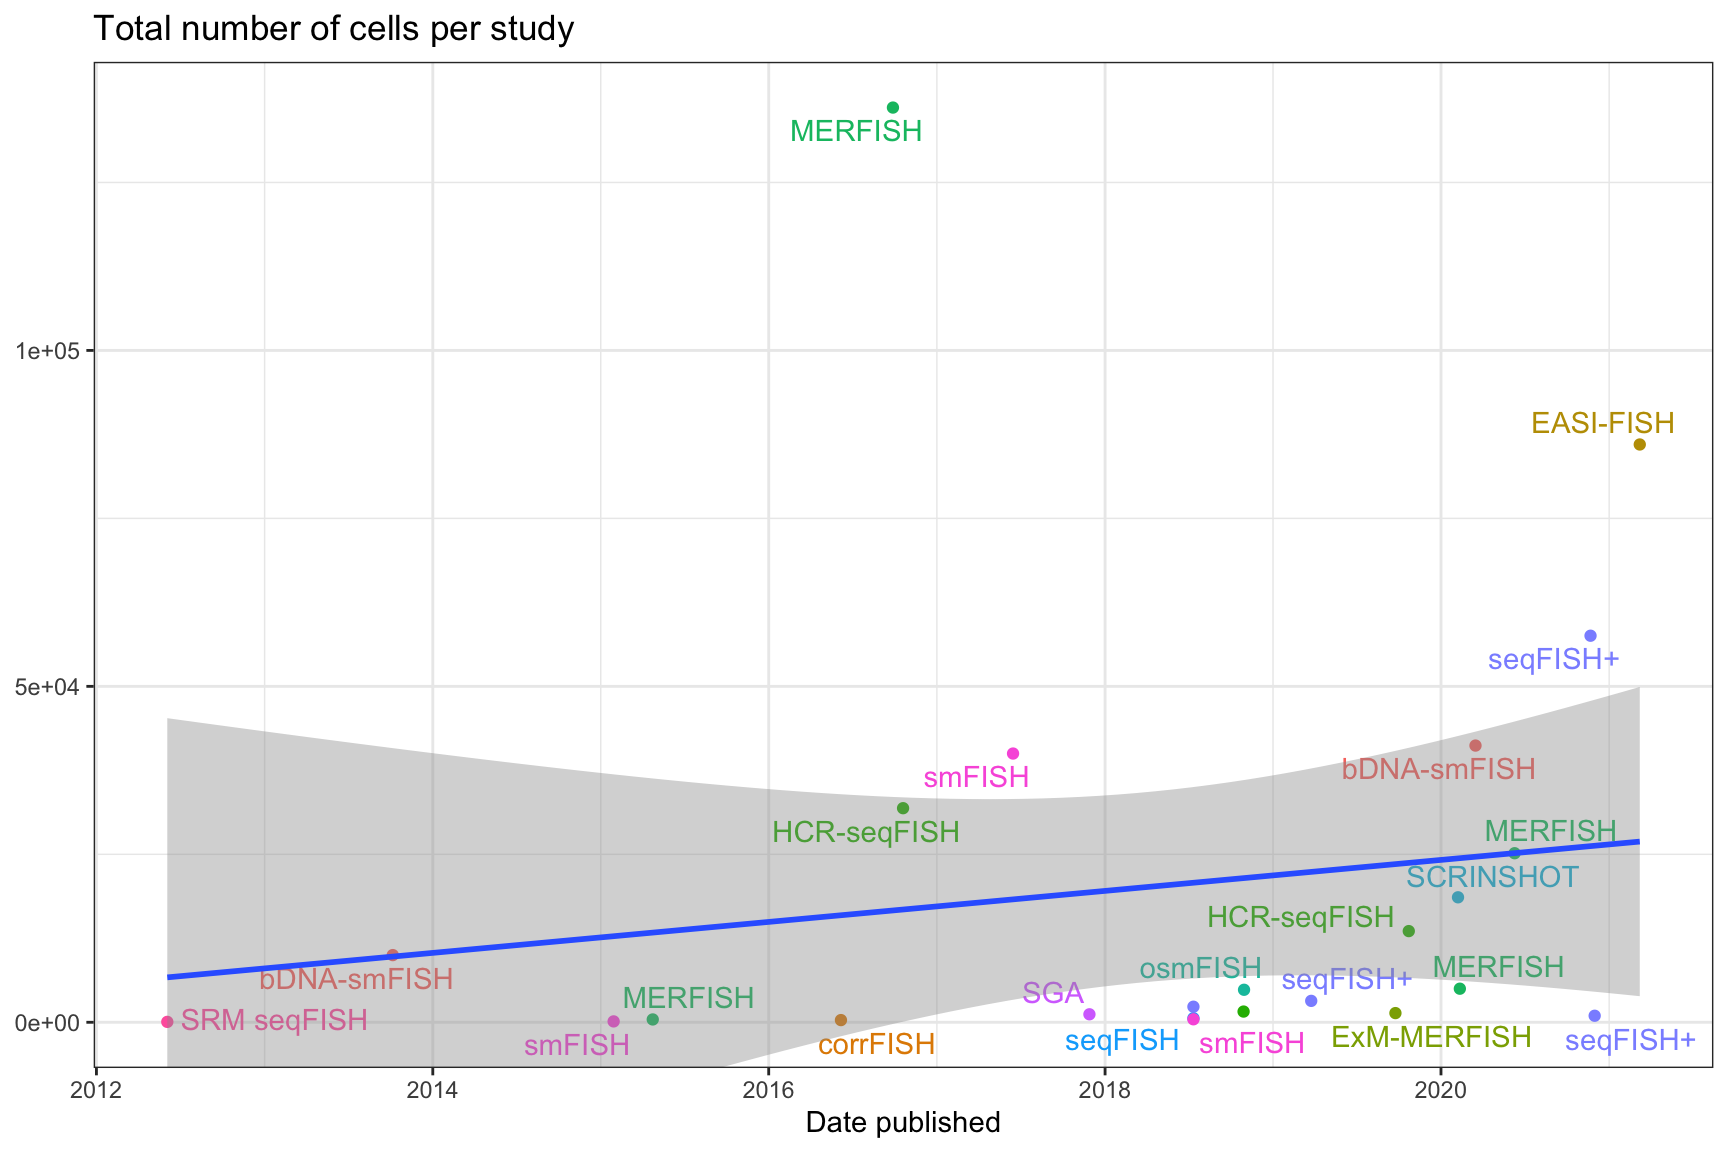 Total number of cells per study
MERFISH
1e+05
EASI-FISH
seqFISH+
5e+04
smFISH
bDNA-smFISH
HCR-seqFISH
MERFISH
SCRINSHOT
HCR-seqFISH
bDNA-smFISH
osmFISH
seqFISH+
MERFISH
SGA
MERFISH
0e+00
SRM seqFISH
smFISH
corrFISH
seqFISH
smFISH
ExM-MERFISH
seqFISH+
2012
2014
2016
2018
2020
Date published